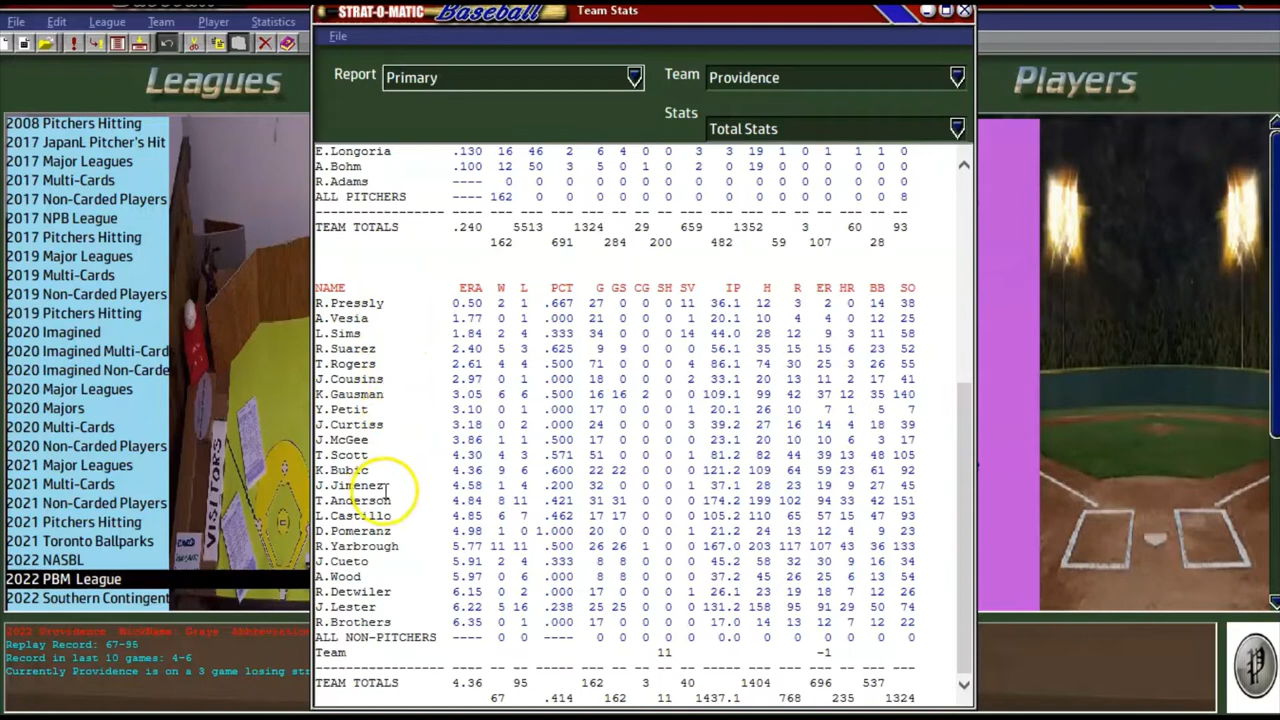 STRAT-O-MATIC Baseball Team Stats
File Edit League Team Player Statistics
File
Leagues
Players
Report Primary Team Providence
Stats Total Stats
2008 Pitchers Hitting
2017 JapanL Pitcher's Hit
2017 Major Leagues
2017 Multi-Cards
2017 Non-Carded Players
2017 NPB League
2017 Pitchers Hitting
2019 Major Leagues
2019 Multi-Cards
2019 Non-Carded Players
2019 Pitchers Hitting
2020 Imagined
2020 Imagined Multi-Card
2020 Imagined Non-Carde
2020 Major Leagues
2020 Majors
2020 Multi-Cards
2020 Non-Carded Players
2021 Major Leagues
2021 Multi-Cards
2021 Non-Carded Players
2021 Pitchers Hitting
2021 Toronto Ballparks
2022 NASBL
2022 PBM League
2022 Southern Contingent
VISITORS
E.Longoria .130 16 46 2 6 4 0 0 3 3 19 1 0 1 1 1 0
A.Bohm .100 12 50 3 5 0 1 0 2 0 19 0 0 0 0 0 0
R.Adams ---- 0 0 0 0 0 0 0 0 0 0 0 0 0 0 0 0
ALL PITCHERS ---- 162 0 0 0 0 0 0 0 0 0 0 0 0 0 0 8
TEAM TOTALS .240 5513 1324 29 659 1352 3 60 93
162 691 284 200 482 59 107 28
NAME ERA W L PCT G GS CG SH SV IP H R ER HR BB SO
R.Pressly 0.50 2 1 .667 27 0 0 0 11 36.1 12 3 2 0 14 38
A.Vesia 1.77 0 1 .000 21 0 0 0 0 20.1 10 4 4 0 12 25
L.Sims 1.84 2 4 .333 34 0 0 0 14 44.0 28 12 9 3 11 58
R.Suarez 2.40 5 3 .625 9 9 0 0 0 56.1 35 15 15 6 23 52
T.Rogers 2.61 4 4 .500 71 0 0 0 4 86.1 74 30 25 3 26 55
J.Cousins 2.97 0 1 .000 18 0 0 0 2 33.1 20 13 11 2 17 41
K.Gausman 3.05 6 6 .500 16 16 2 0 0 109.1 99 42 37 12 35 140
Y.Petit 3.10 0 1 .000 17 0 0 0 0 20.1 26 10 7 1 5 7
J.Curtiss 3.18 0 2 .000 24 0 0 0 3 39.2 27 16 14 4 18 39
J.McGee 3.86 1 1 .500 17 0 0 0 0 23.1 20 10 10 6 3 17
T.Scott 4.30 4 3 .571 51 0 0 0 1 81.2 82 44 39 13 48 105
K.Bubic 4.36 9 6 .600 22 22 0 0 0 121.2 109 64 59 23 61 92
J.Jimenez 4.58 1 4 .200 32 0 0 0 1 37.1 28 23 19 9 27 45
T.Anderson 4.84 8 11 .421 31 31 0 0 0 174.2 199 102 94 33 42 151
L.Castillo 4.85 6 7 .462 17 17 0 0 0 105.2 110 65 57 15 47 93
D.Pomeranz 4.98 1 0 1.000 20 0 0 0 1 21.2 24 13 12 4 9 23
R.Yarbrough 5.77 11 11 .500 26 26 1 0 0 167.0 203 117 107 43 36 133
J.Cueto 5.91 2 4 .333 8 8 0 0 0 45.2 58 32 30 9 16 34
A.Wood 5.97 0 6 .000 8 8 0 0 0 37.2 45 26 25 6 13 54
R.Detwiler 6.15 0 2 .000 17 0 0 0 1 26.1 23 19 18 7 12 26
J.Lester 6.22 5 16 .238 25 25 0 0 0 131.2 158 95 91 29 50 74
R.Brothers 6.35 0 1 .000 17 0 0 0 0 17.0 14 13 12 7 12 22
ALL NON-PITCHERS ---- 0 0 ---- 0 0 0 0 0 0.0 0 0 0 0 0 0
Team 11 -1
TEAM TOTALS 4.36 95 162 3 40 1404 696 537
67 .414 162 11 1437.1 768 235 1324
2022 Providence NickName: Grays Abbreviation
Replay Record: 67-95
Record in last 10 games: 4-6
Currently Providence is on a 3 game losing str
P